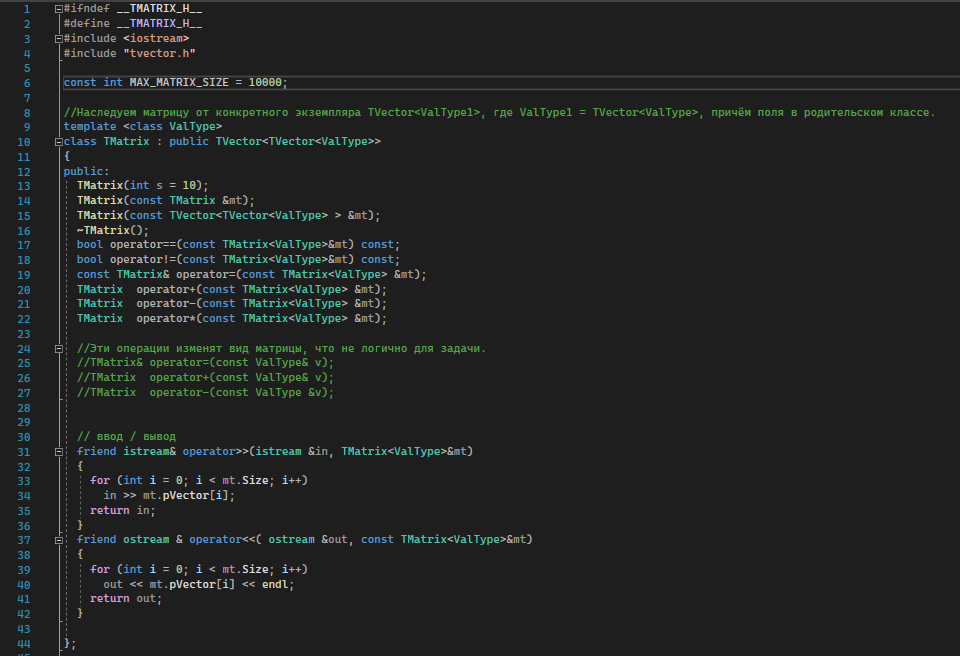 1 #ifndef __TMATRIX_H__
2 #define __TMATRIX_H__
3 #include <iostream>
4 #include "tvector.h"
5
6 const int MAX_MATRIX_SIZE = 10000;
7
8 //Наследуем матрицу от конкретного экземпляра TVector<ValType1>, где ValType1 = TVector<ValType>, причём поля в родительском классе.
9 template <class ValType>
10 class TMatrix : public TVector<TVector<ValType>>
11 {
12 public:
13   TMatrix(int s = 10);
14   TMatrix(const TMatrix &mt);
15   TMatrix(const TVector<TVector<ValType> > &mt);
16   ~TMatrix();
17   bool operator==(const TMatrix<ValType>&mt) const;
18   bool operator!=(const TMatrix<ValType>&mt) const;
19   const TMatrix& operator=(const TMatrix<ValType> &mt);
20   TMatrix  operator+(const TMatrix<ValType> &mt);
21   TMatrix  operator-(const TMatrix<ValType> &mt);
22   TMatrix  operator*(const TMatrix<ValType> &mt);
23
24   //Эти операции изменят вид матрицы, что не логично для задачи.
25   //TMatrix& operator=(const ValType& v);
26   //TMatrix  operator+(const ValType& v);
27   //TMatrix  operator-(const ValType &v);
28
29
30   // ввод / вывод
31   friend istream& operator>>(istream &in, TMatrix<ValType>&mt)
32   {
33     for (int i = 0; i < mt.Size; i++)
34       in >> mt.pVector[i];
35     return in;
36   }
37   friend ostream & operator<<( ostream &out, const TMatrix<ValType>&mt)
38   {
39     for (int i = 0; i < mt.Size; i++)
40       out << mt.pVector[i] << endl;
41     return out;
42   }
43
44 };